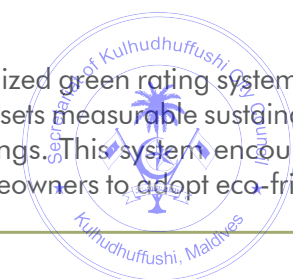 Secretariat of Kulhudhuffushi City Council
ized green rating system
sets measurable sustain
ngs. This system encou
eowners to adopt eco-fri
Kulhudhuffushi, Maldives